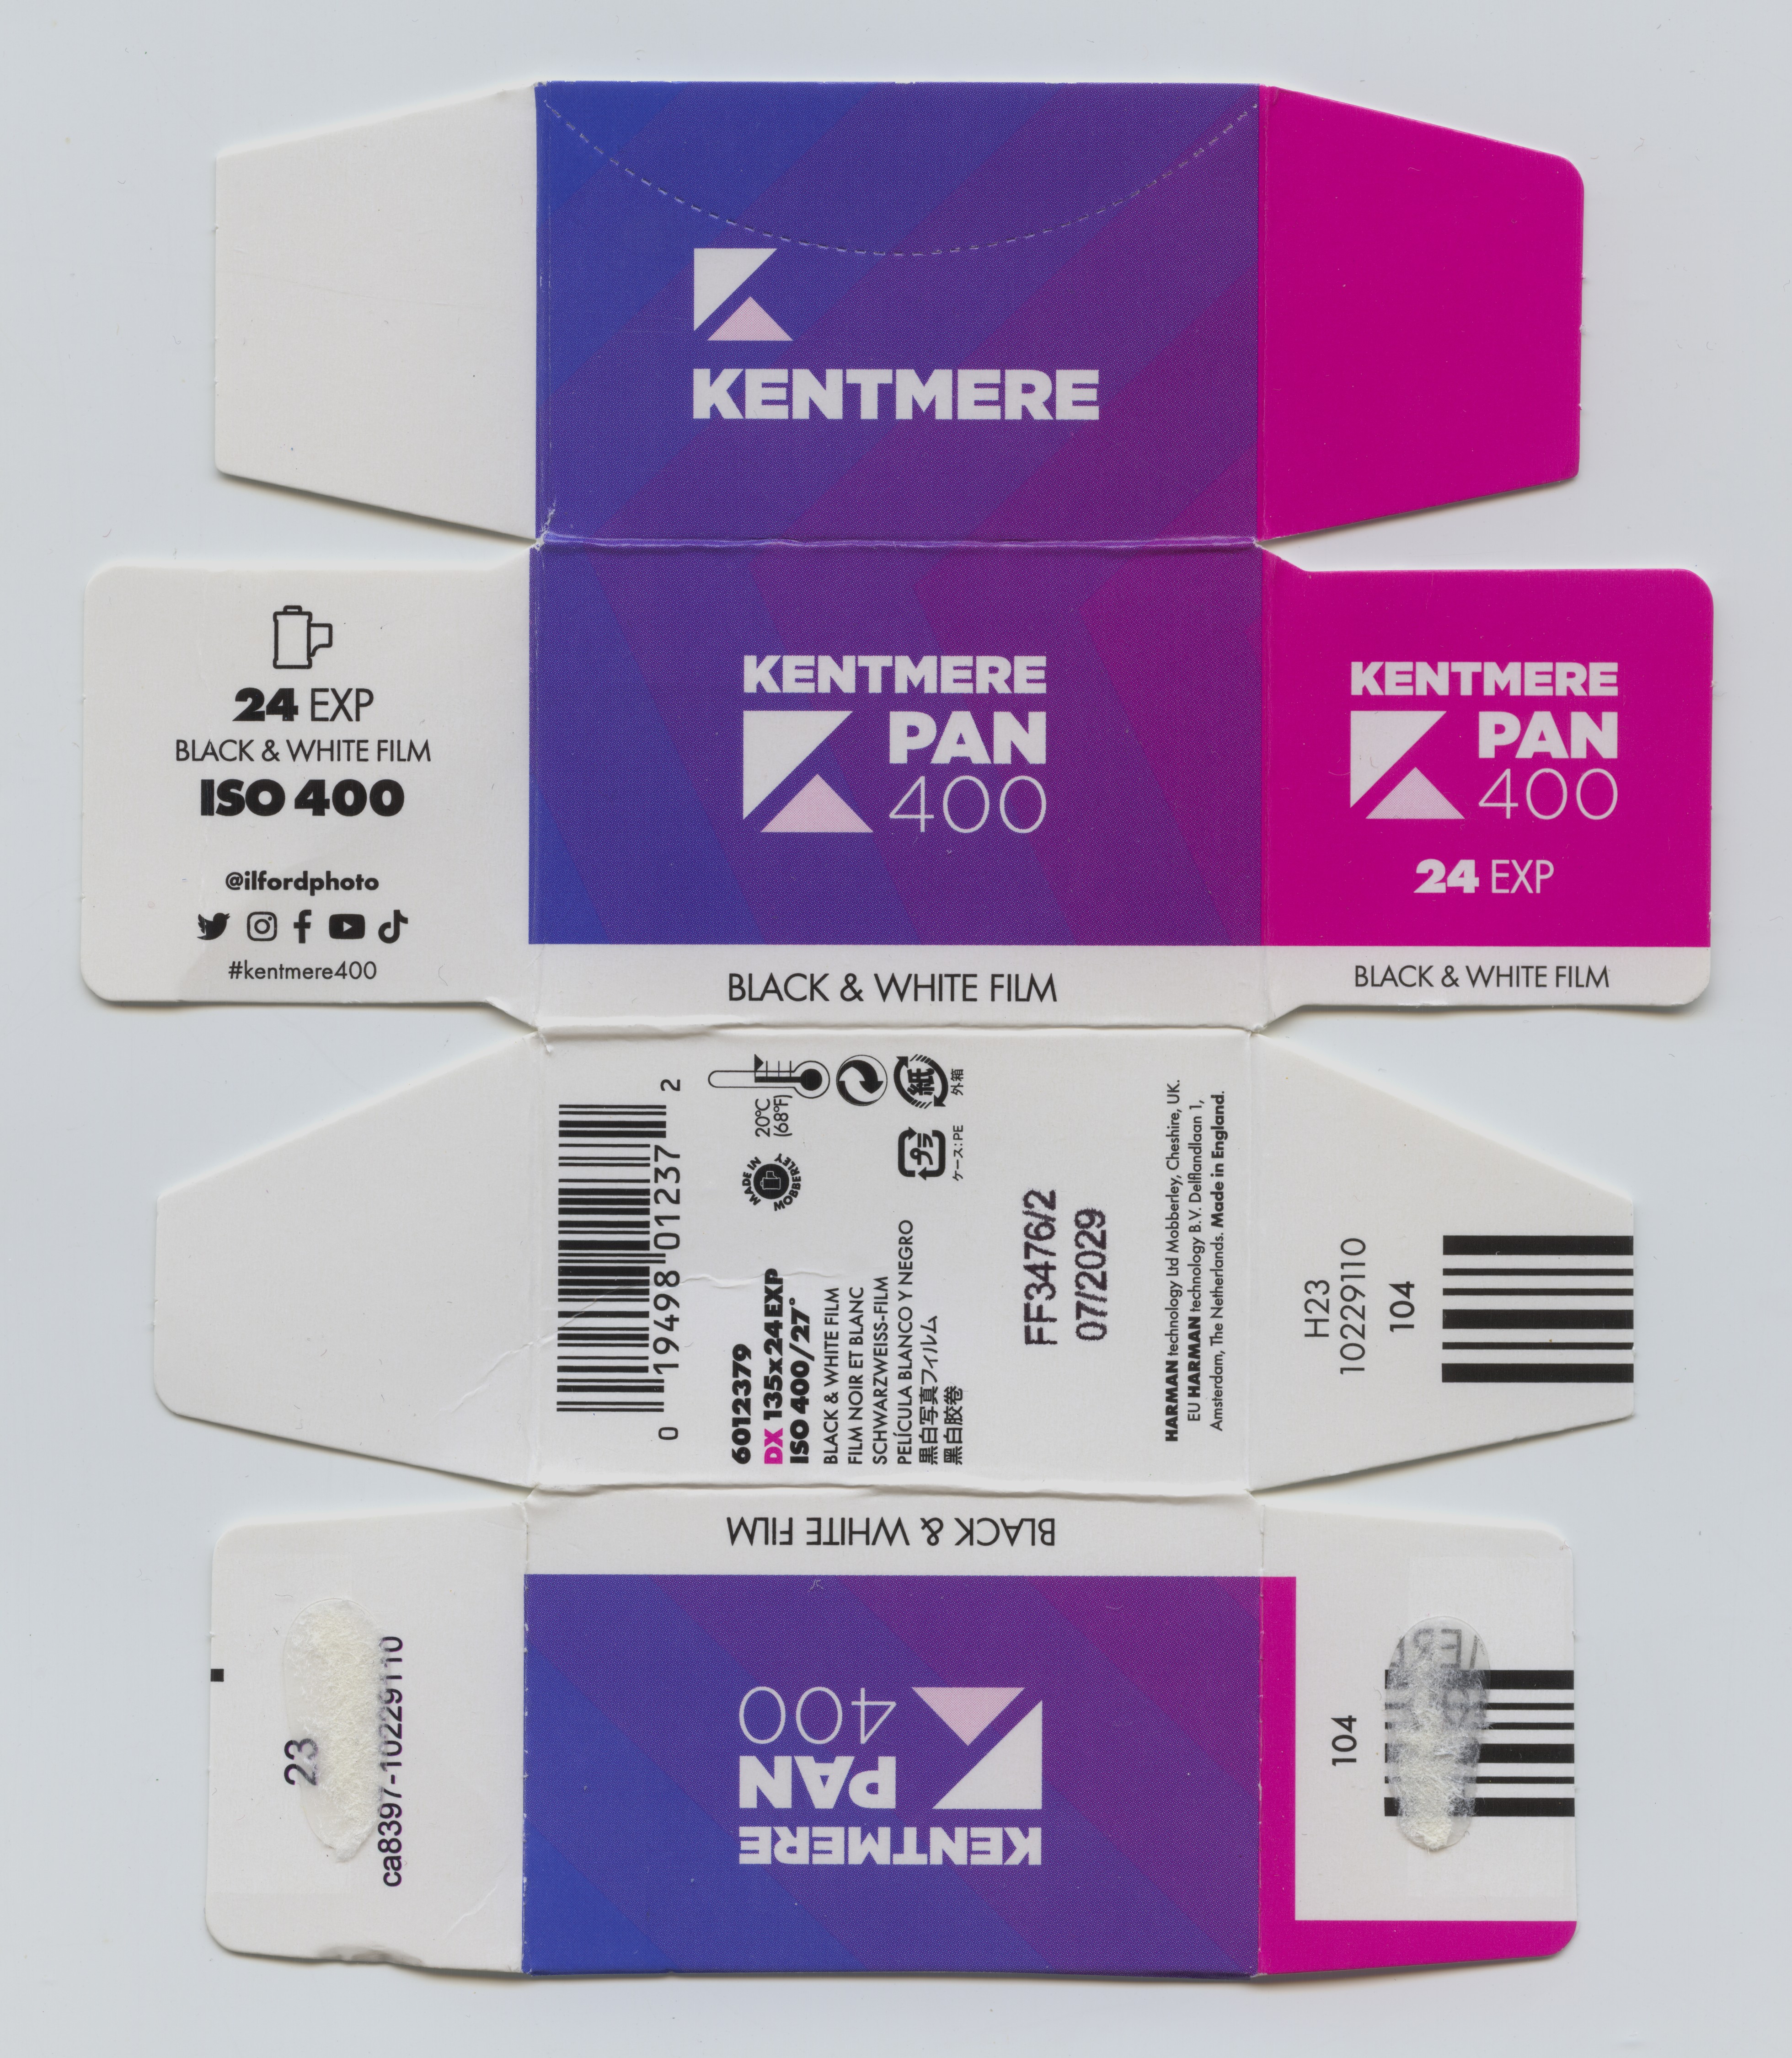 KENTMERE
24 EXP
BLACK & WHITE FILM
ISO 400
@ilfordphoto
#kentmere400
KENTMERE
PAN
400
BLACK & WHITE FILM
KENTMERE
PAN
400
24 EXP
BLACK & WHITE FILM
0 19498 01237 2
20°C
(68°F)
MADE IN
MOBBERLEY
紙
外箱
プラ
ケース:PE
6012379
DX 135x24 EXP
ISO 400/27°
BLACK & WHITE FILM
FILM NOIR ET BLANC
SCHWARZWEISS-FILM
PELÍCULA BLANCO Y NEGRO
黒白写真フィルム
黑白胶卷
FF3476/2
07/2029
HARMAN technology Ltd Mobberley, Cheshire, UK.
EU HARMAN technology B.V. Delflandlaan 1,
Amsterdam, The Netherlands. Made in England.
H23
10229110
104
BLACK & WHITE FILM
KENTMERE
PAN
400
23
ca8397-10229110
104